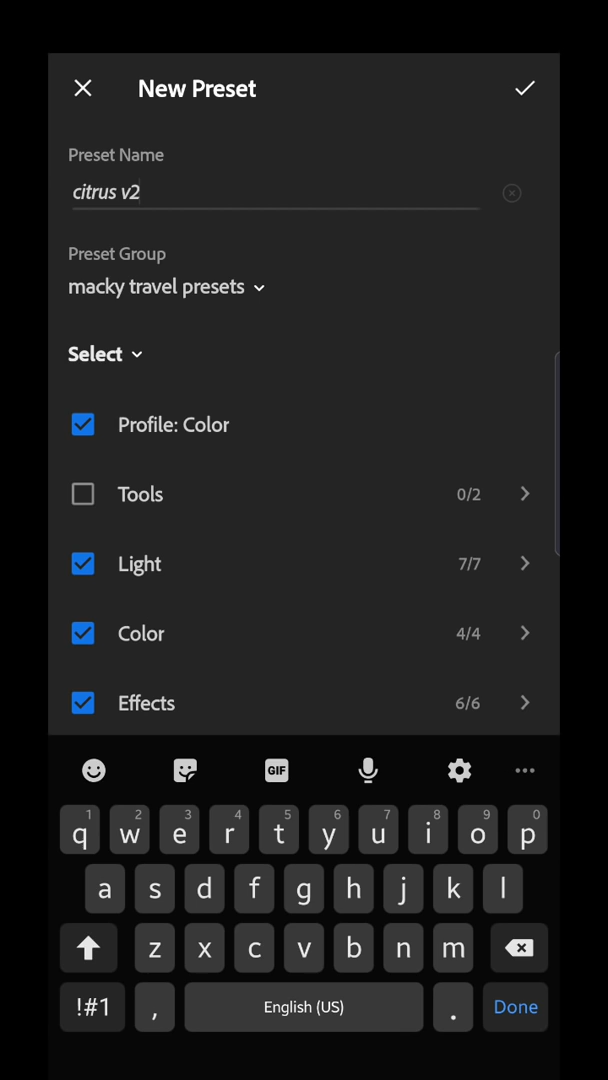 New Preset
Preset Name
citrus v2
Preset Group
macky travel presets
Select
Profile: Color
Tools 0/2
Light 7/7
Color 4/4
Effects 6/6
GIF
1 2 3 4 5 6 7 8 9 0
q w e r t y u i o p
a s d f g h j k l
z x c v b n m
!#1 , English (US) . Done